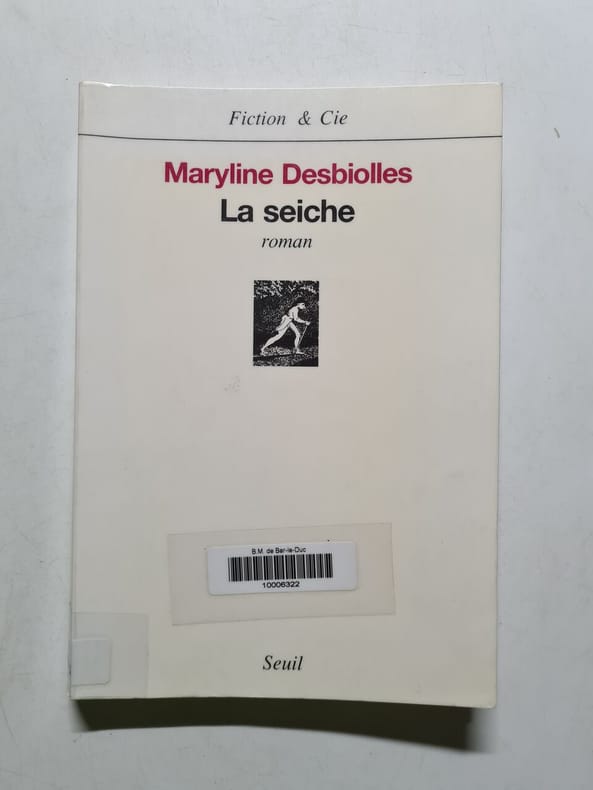 Fiction & Cie
Maryline Desbiolles
La seiche
roman
B.M. de Bar-le-Duc
10006322
Seuil